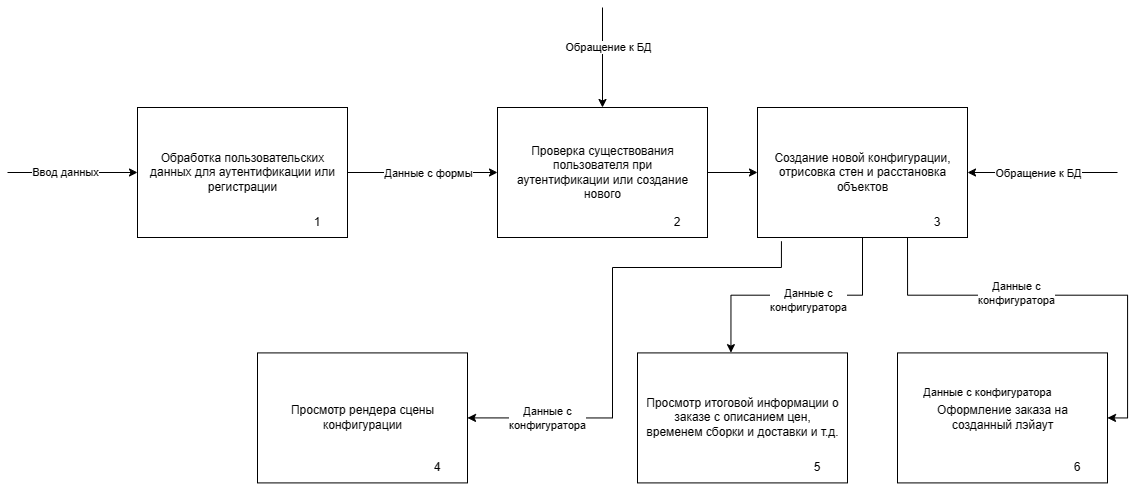 Обращение к БД
Ввод данных
Обработка пользовательских
данных для аутентификации или
регистрации
1
Данные с формы
Проверка существования
пользователя при
аутентификации или создание
нового
2
Создание новой конфигурации,
отрисовка стен и расстановка
объектов
3
Обращение к БД
Данные с
конфигуратора
Данные с
конфигуратора
Просмотр рендера сцены
конфигурации
4
Данные с
конфигуратора
Просмотр итоговой информации о
заказе с описанием цен,
временем сборки и доставки и т.д.
5
Данные с конфигуратора
Оформление заказа на
созданный лэйаут
6